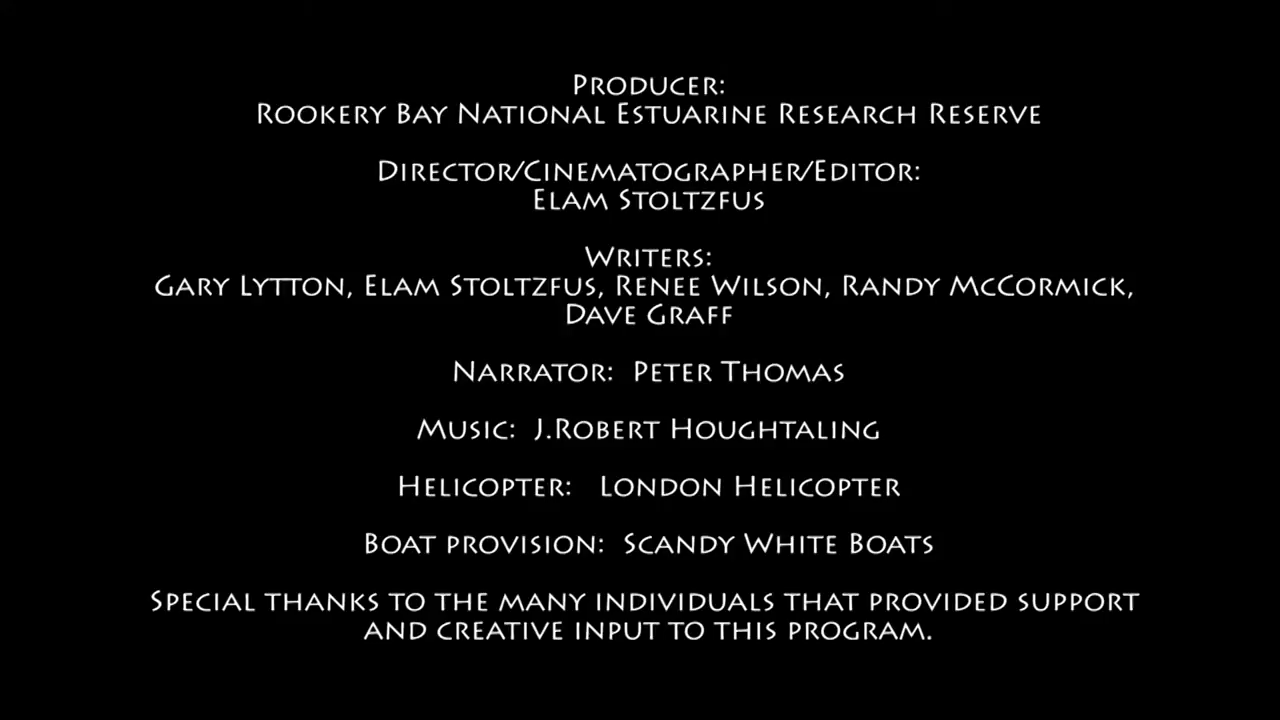 Producer:
Rookery Bay National Estuarine Research Reserve
Director/Cinematographer/Editor:
Elam Stoltzfus
Writers:
Gary Lytton, Elam Stoltzfus, Renee Wilson, Randy McCormick,
Dave Graff
Narrator: Peter Thomas
Music: J.Robert Houghtaling
Helicopter: London Helicopter
Boat provision: Scandy White Boats
Special thanks to the many individuals that provided support
and creative input to this program.